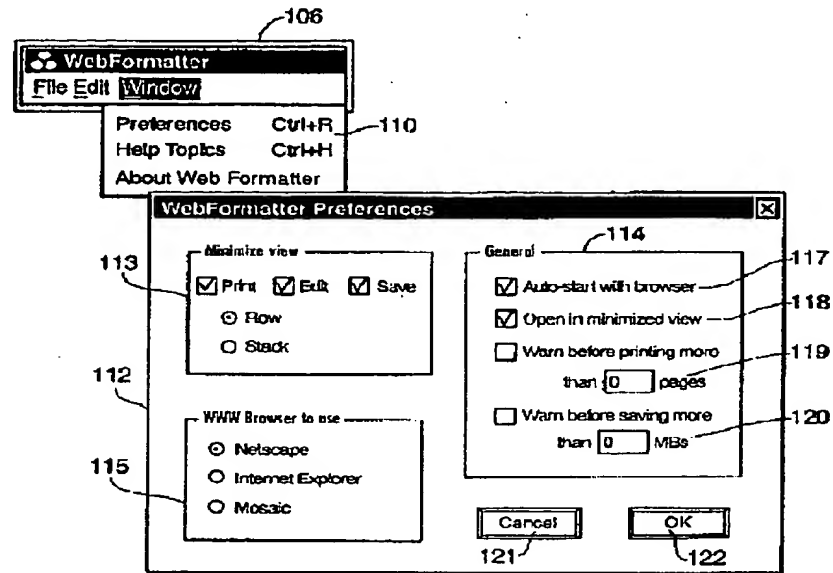 106
WebFormatter
File Edit Window
Preferences Ctrl+R
110
Help Topics Ctrl+H
About Web Formatter
WebFormatter Preferences
112
113
Minimize view
Print Edit Save
Row
Stack
115
WWW Browser to use
Netscape
Internet Explorer
Mosaic
114
General
Auto-start with browser
117
Open in minimized view
118
Warn before printing more
than 0 pages
119
Warn before saving more
than 0 MBs
120
Cancel
OK
121
122